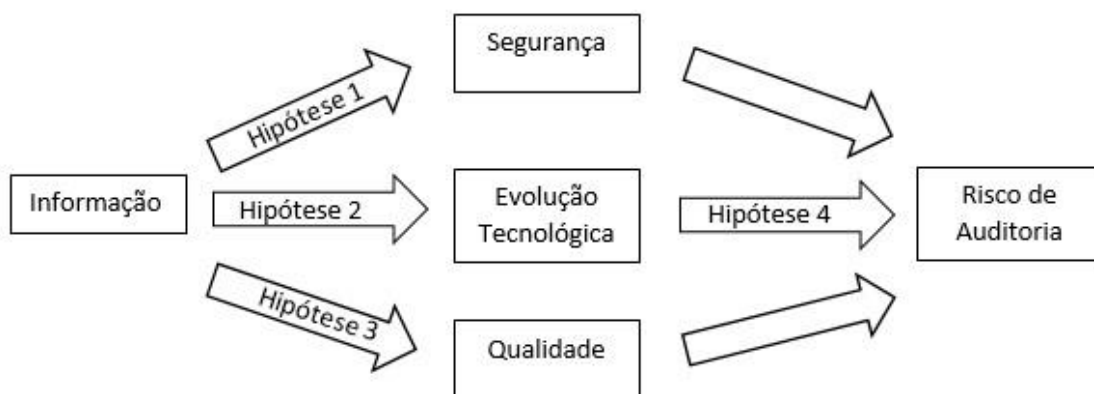 Segurança
Hipótese 1
Informação
Hipótese 2
Evolução
Tecnológica
Hipótese 4
Risco de
Auditoria
Hipótese 3
Qualidade